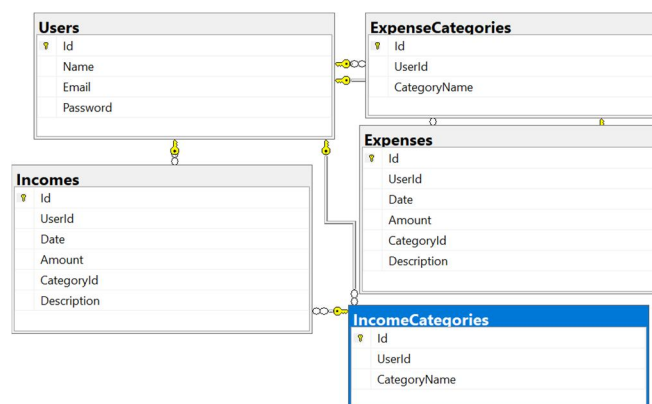 Users
Id
Name
Email
Password
ExpenseCategories
Id
UserId
CategoryName
Expenses
Id
UserId
Date
Amount
CategoryId
Description
Incomes
Id
UserId
Date
Amount
CategoryId
Description
IncomeCategories
Id
UserId
CategoryName